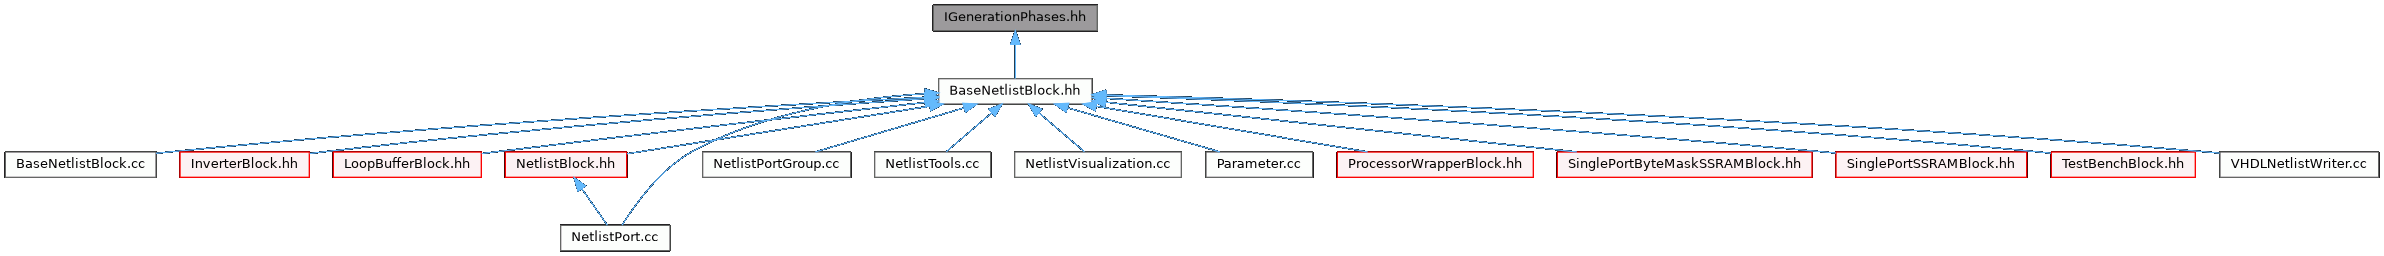 IGenerationPhases.hh
BaseNetlistBlock.hh
BaseNetlistBlock.cc
InverterBlock.hh
LoopBufferBlock.hh
NetlistBlock.hh
NetlistPortGroup.cc
NetlistTools.cc
NetlistVisualization.cc
Parameter.cc
ProcessorWrapperBlock.hh
SinglePortByteMaskSSRAMBlock.hh
SinglePortSSRAMBlock.hh
TestBenchBlock.hh
VHDLNetlistWriter.cc
NetlistPort.cc